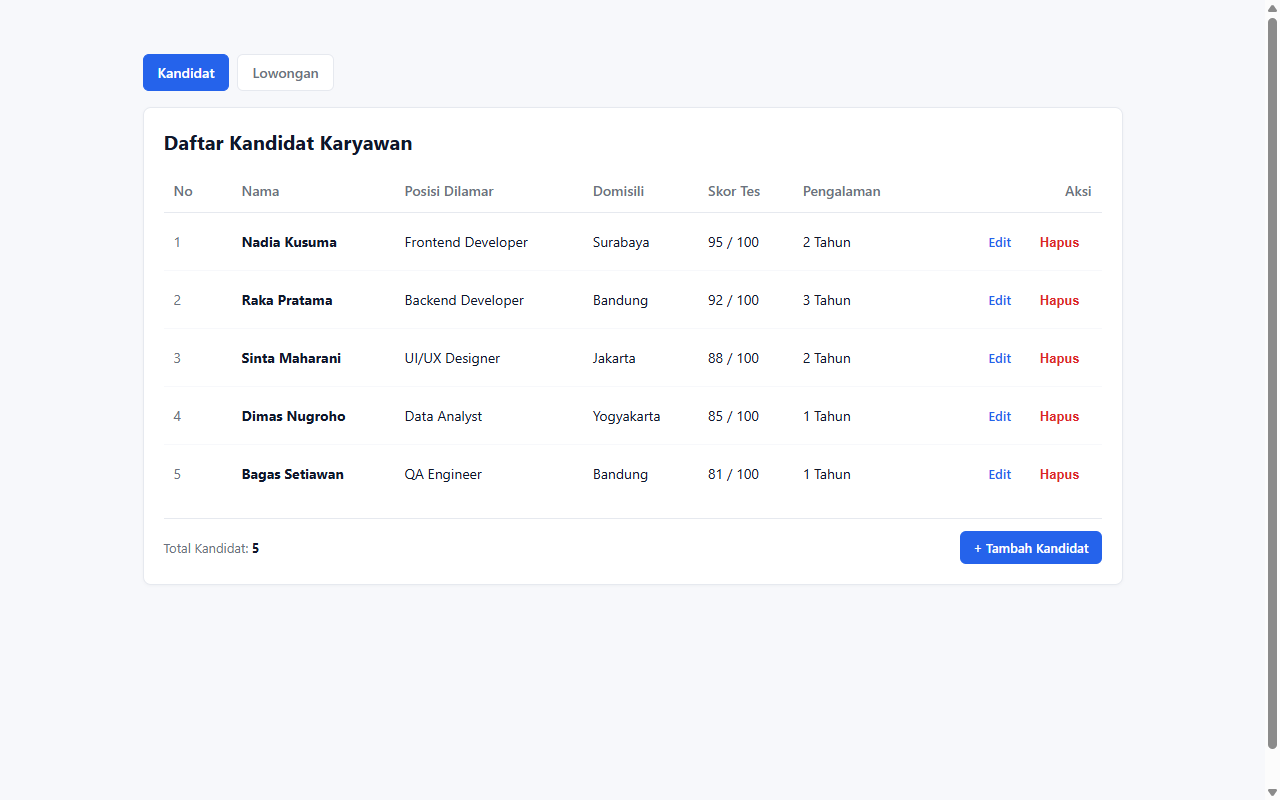 Kandidat Lowongan
Daftar Kandidat Karyawan
No Nama Posisi Dilamar Domisili Skor Tes Pengalaman Aksi
1 Nadia Kusuma Frontend Developer Surabaya 95 / 100 2 Tahun Edit Hapus
2 Raka Pratama Backend Developer Bandung 92 / 100 3 Tahun Edit Hapus
3 Sinta Maharani UI/UX Designer Jakarta 88 / 100 2 Tahun Edit Hapus
4 Dimas Nugroho Data Analyst Yogyakarta 85 / 100 1 Tahun Edit Hapus
5 Bagas Setiawan QA Engineer Bandung 81 / 100 1 Tahun Edit Hapus
Total Kandidat: 5 + Tambah Kandidat